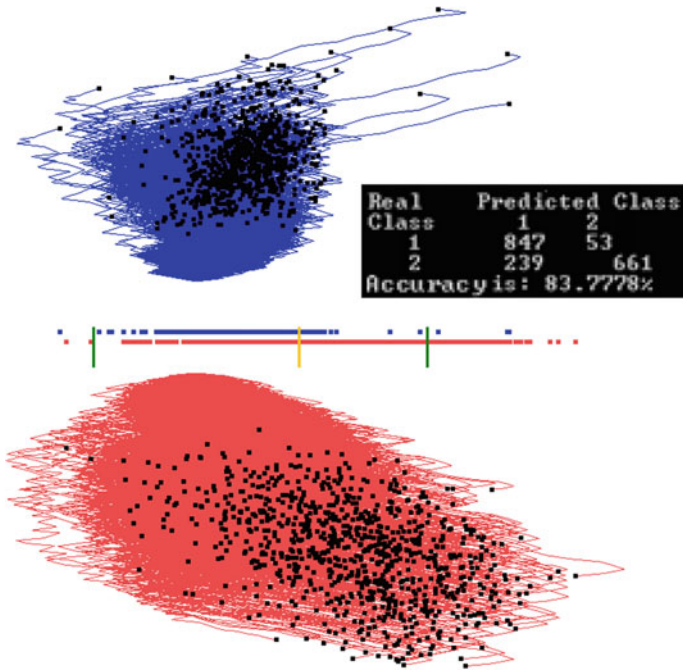 Real Predicted Class
Class 1 2
1 847 53
2 239 661
Accuracy is: 83.7778%